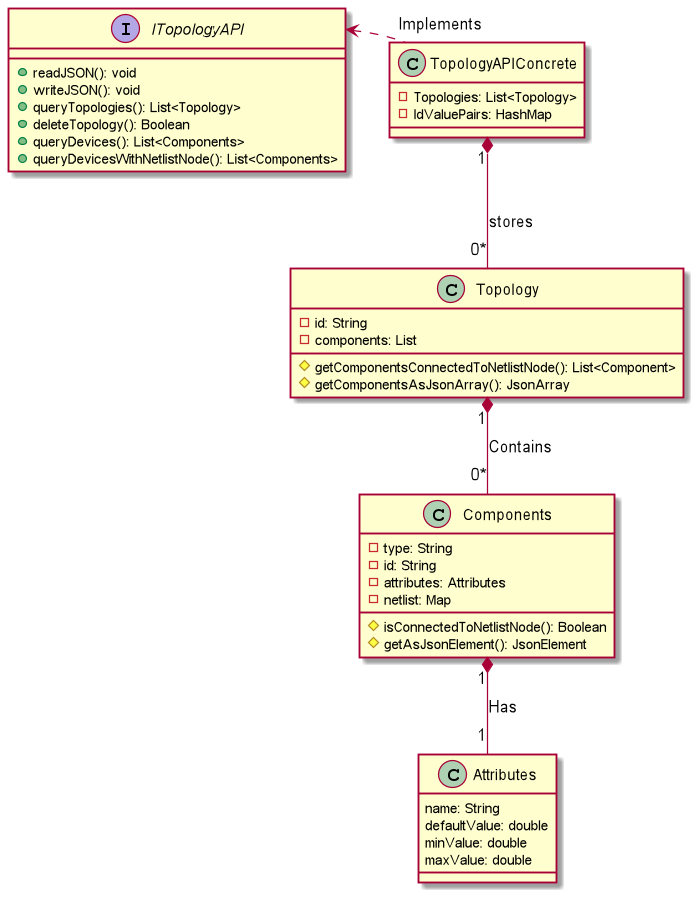 I ITopologyAPI
readJSON(): void
writeJSON(): void
queryTopologies(): List<Topology>
deleteTopology(): Boolean
queryDevices(): List<Components>
queryDevicesWithNetlistNode(): List<Components>
Implements
C TopologyAPIConcrete
Topologies: List<Topology>
IdValuePairs: HashMap
1
stores
0*
C Topology
id: String
components: List
getComponentsConnectedToNetlistNode(): List<Component>
getComponentsAsJsonArray(): JsonArray
1
Contains
0*
C Components
type: String
id: String
attributes: Attributes
netlist: Map
isConnectedToNetlistNode(): Boolean
getAsJsonElement(): JsonElement
1
Has
1
C Attributes
name: String
defaultValue: double
minValue: double
maxValue: double